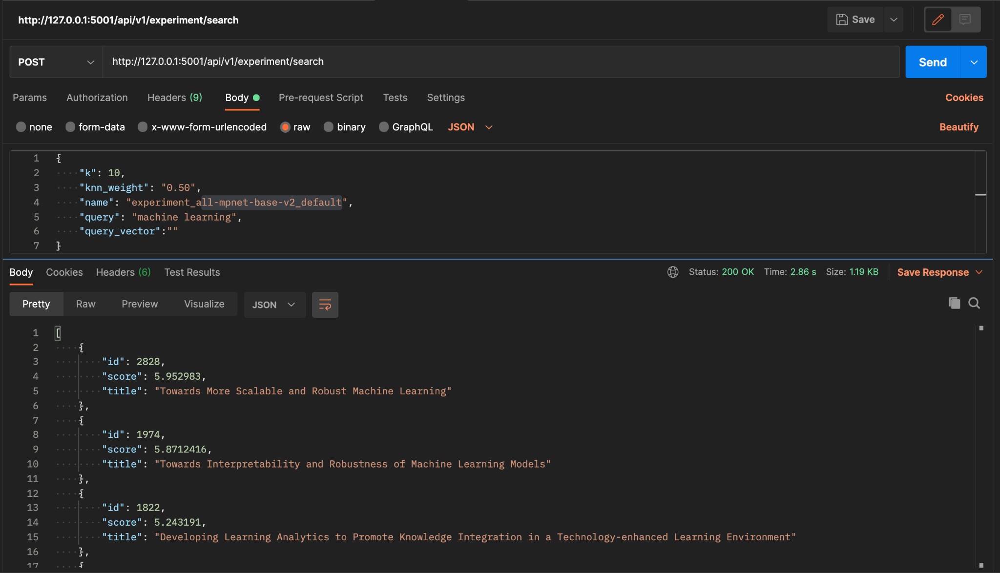 http://127.0.0.1:5001/api/v1/experiment/search
Save
POST
http://127.0.0.1:5001/api/v1/experiment/search
Send
Params Authorization Headers (9) Body Pre-request Script Tests Settings Cookies
none form-data x-www-form-urlencoded raw binary GraphQL JSON Beautify
1 {
2 "k": 10,
3 "knn_weight": "0.50",
4 "name": "experiment_all-mpnet-base-v2_default",
5 "query": "machine learning",
6 "query_vector":""
7 }
Body Cookies Headers (6) Test Results Status: 200 OK Time: 2.86 s Size: 1.19 KB Save Response
Pretty Raw Preview Visualize JSON
1 [
2 {
3 "id": 2828,
4 "score": 5.952983,
5 "title": "Towards More Scalable and Robust Machine Learning"
6 },
7 {
8 "id": 1974,
9 "score": 5.8712416,
10 "title": "Towards Interpretability and Robustness of Machine Learning Models"
11 },
12 {
13 "id": 1822,
14 "score": 5.243191,
15 "title": "Developing Learning Analytics to Promote Knowledge Integration in a Technology-enhanced Learning Environment"
16 },
17 {